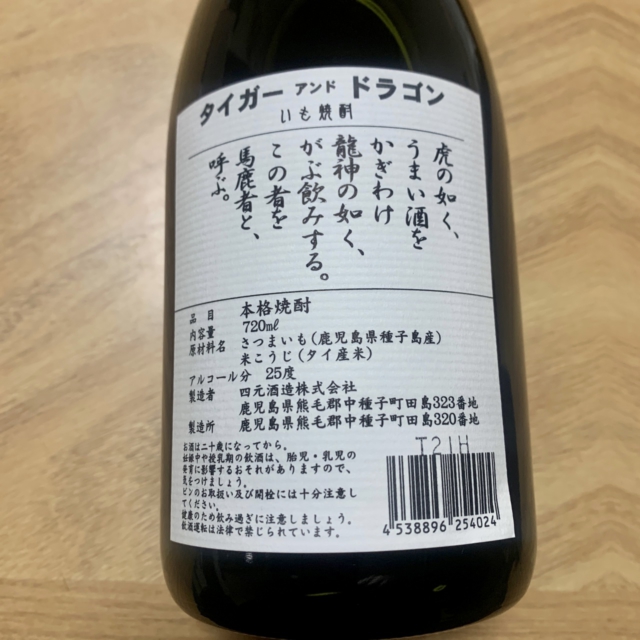 タイガー アンド ドラゴン
いも焼酎
虎の如く、
うまい酒を
かぎわけ
龍神の如く、
がぶ飲みする。
この者を
馬鹿者と、
呼ぶ。
品目 本格焼酎
内容量 720㎖
原材料名 さつまいも(鹿児島県種子島産)
米こうじ(タイ産米)
アルコール分 25度
製造者 四元酒造株式会社
鹿児島県熊毛郡中種子町田島323番地
製造所 鹿児島県熊毛郡中種子町田島320番地
お酒は二十歳になってから。
妊娠中や授乳期の飲酒は、胎児・乳児の
発育に影響するおそれがありますので、
気をつけましょう。
ビンのお取扱い及び開栓には十分注意し
てください。
健康のため飲み過ぎに注意しましょう。
飲酒運転は法律で禁じられています。
T21H
4 538896 254024